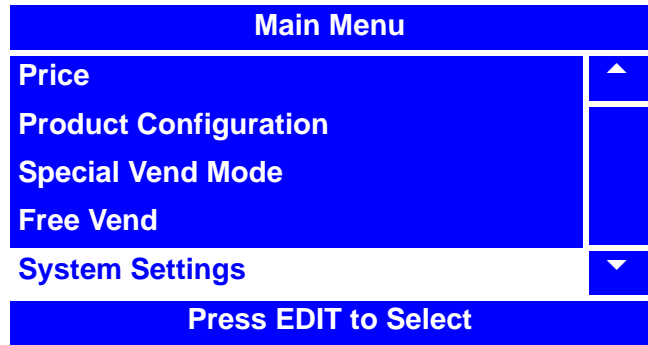 Main Menu
Price
Product Configuration
Special Vend Mode
Free Vend
System Settings
Press EDIT to Select